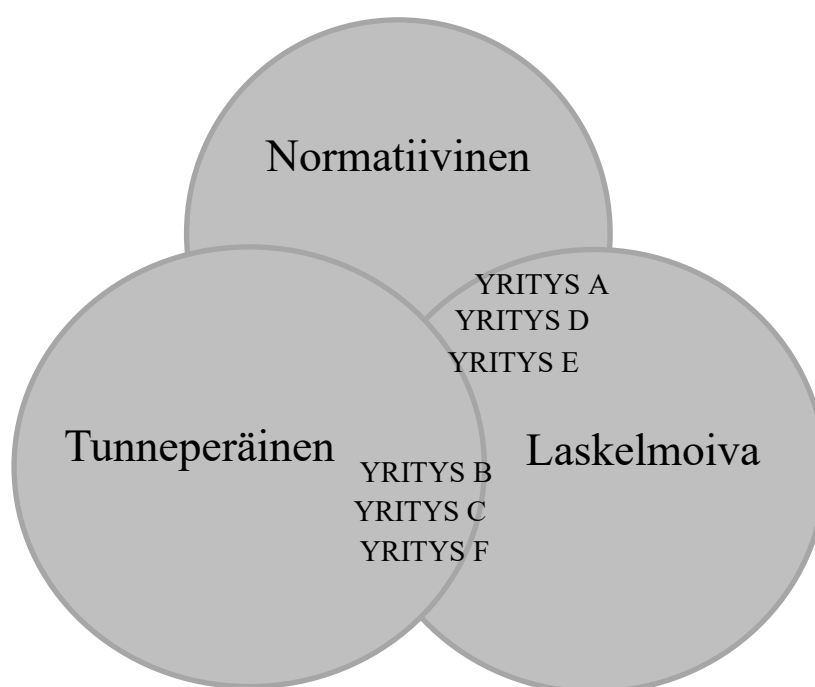 Normatiivinen
YRITYS A
YRITYS D
YRITYS E
Tunneperäinen
Laskelmoiva
YRITYS B
YRITYS C
YRITYS F